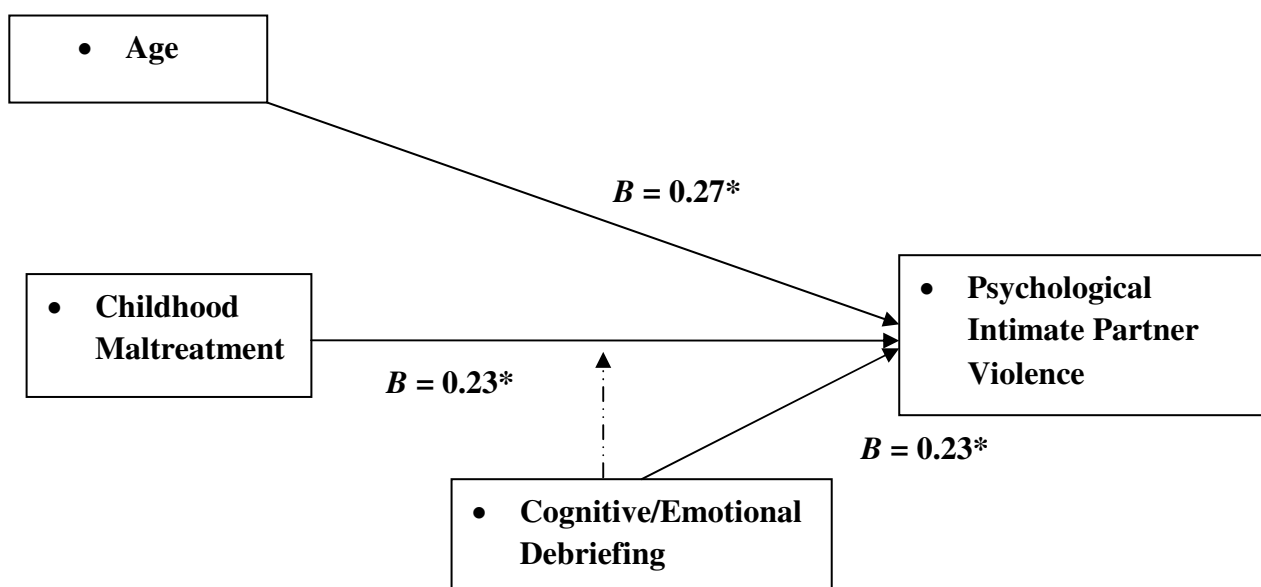 • Age
B = 0.27*
• Childhood
Maltreatment
B = 0.23*
• Psychological
Intimate Partner
Violence
B = 0.23*
• Cognitive/Emotional
Debriefing